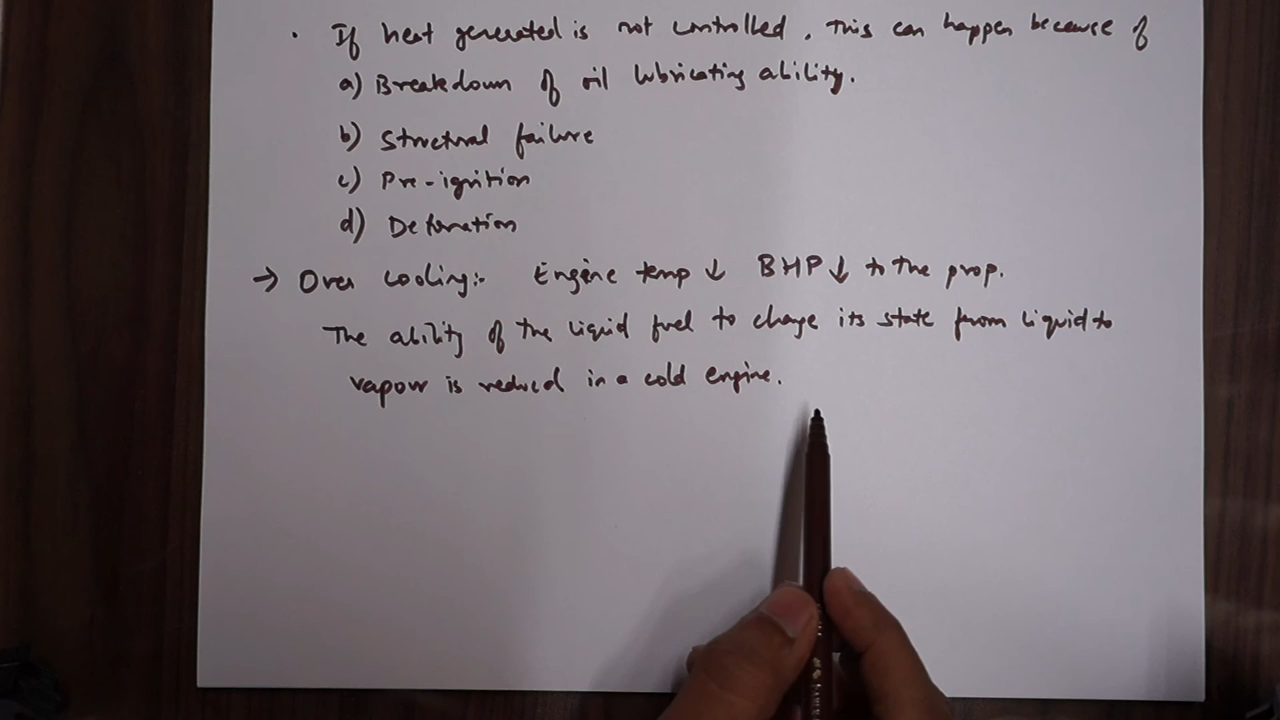 • If heat generated is not controlled, this can happen because of
a) Breakdown of oil lubricating ability.
b) Structural failure
c) Pre-ignition
d) Detonation
→ Over cooling:- Engine temp ↓ BHP ↓ to the prop.
The ability of the liquid fuel to change its state from liquid to
vapour is reduced in a cold engine.